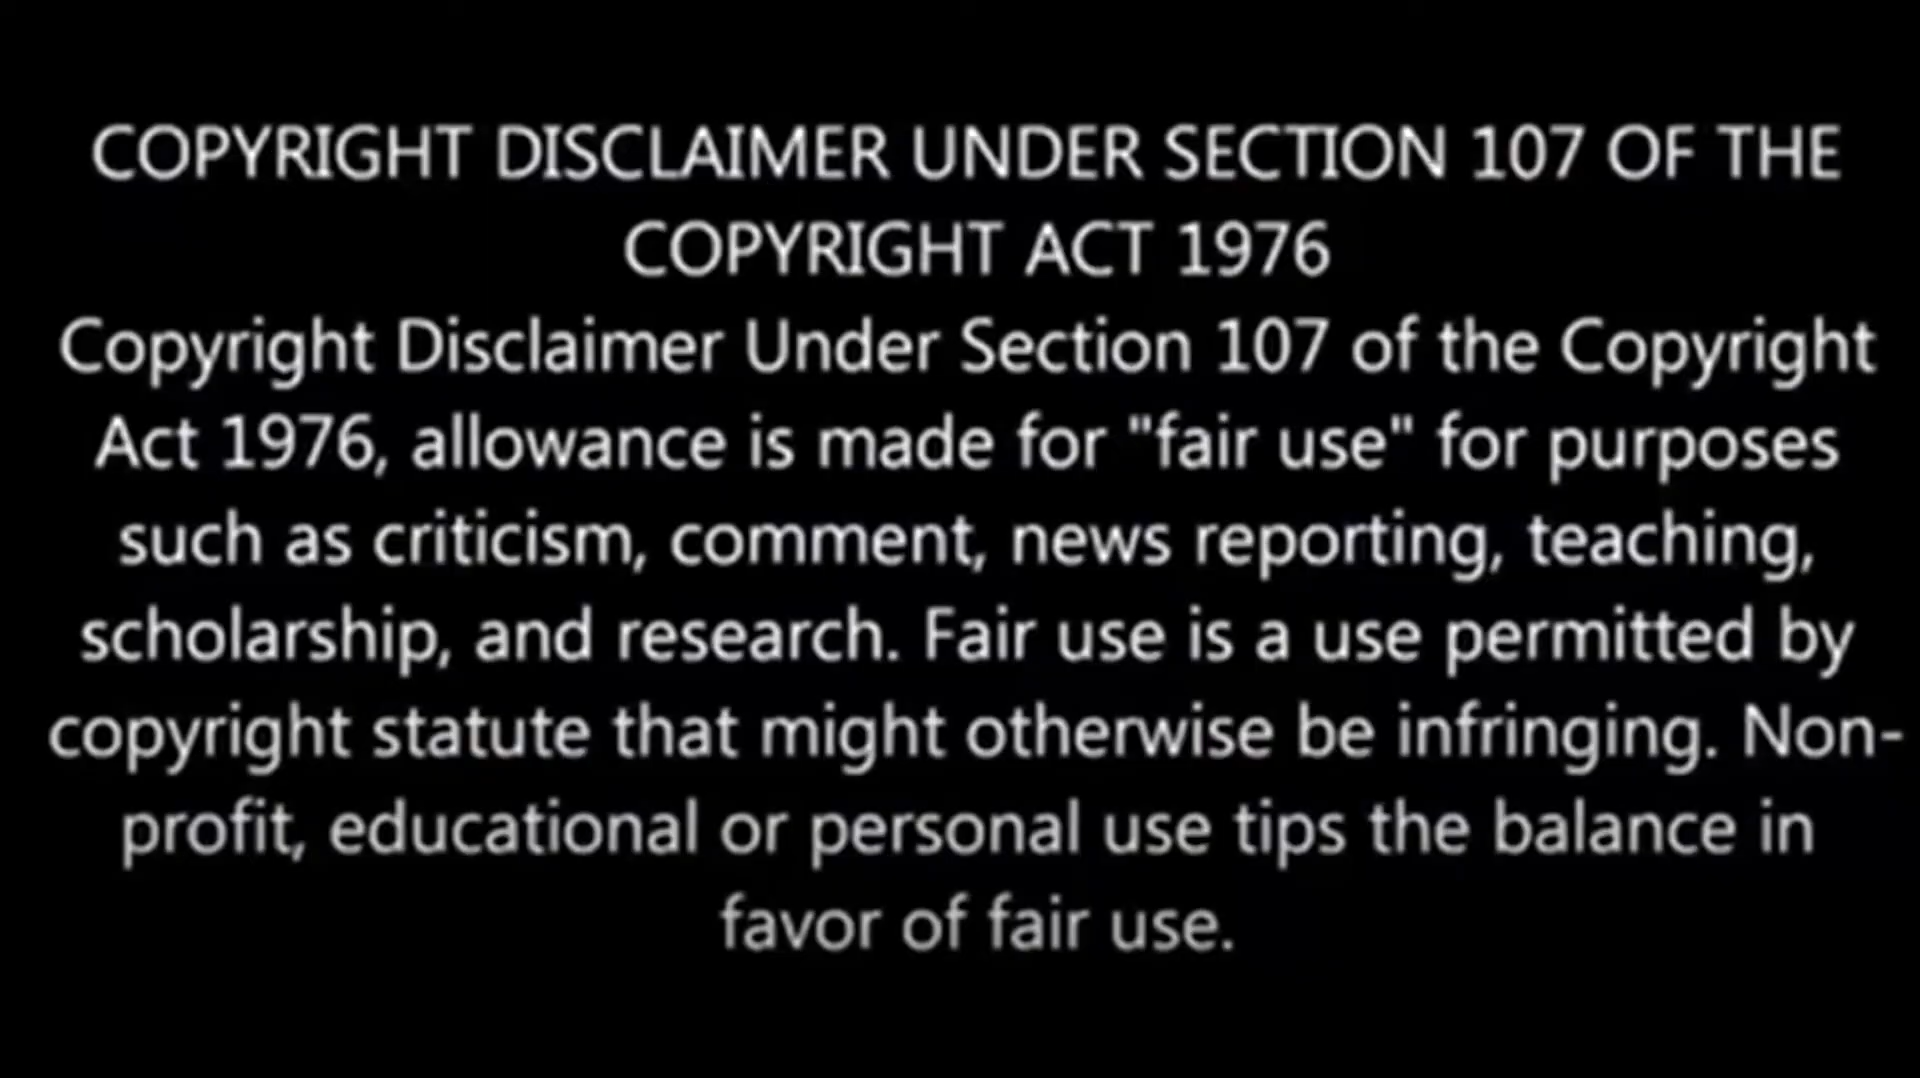 COPYRIGHT DISCLAIMER UNDER SECTION 107 OF THE
COPYRIGHT ACT 1976
Copyright Disclaimer Under Section 107 of the Copyright
Act 1976, allowance is made for "fair use" for purposes
such as criticism, comment, news reporting, teaching,
scholarship, and research. Fair use is a use permitted by
copyright statute that might otherwise be infringing. Non-
profit, educational or personal use tips the balance in
favor of fair use.